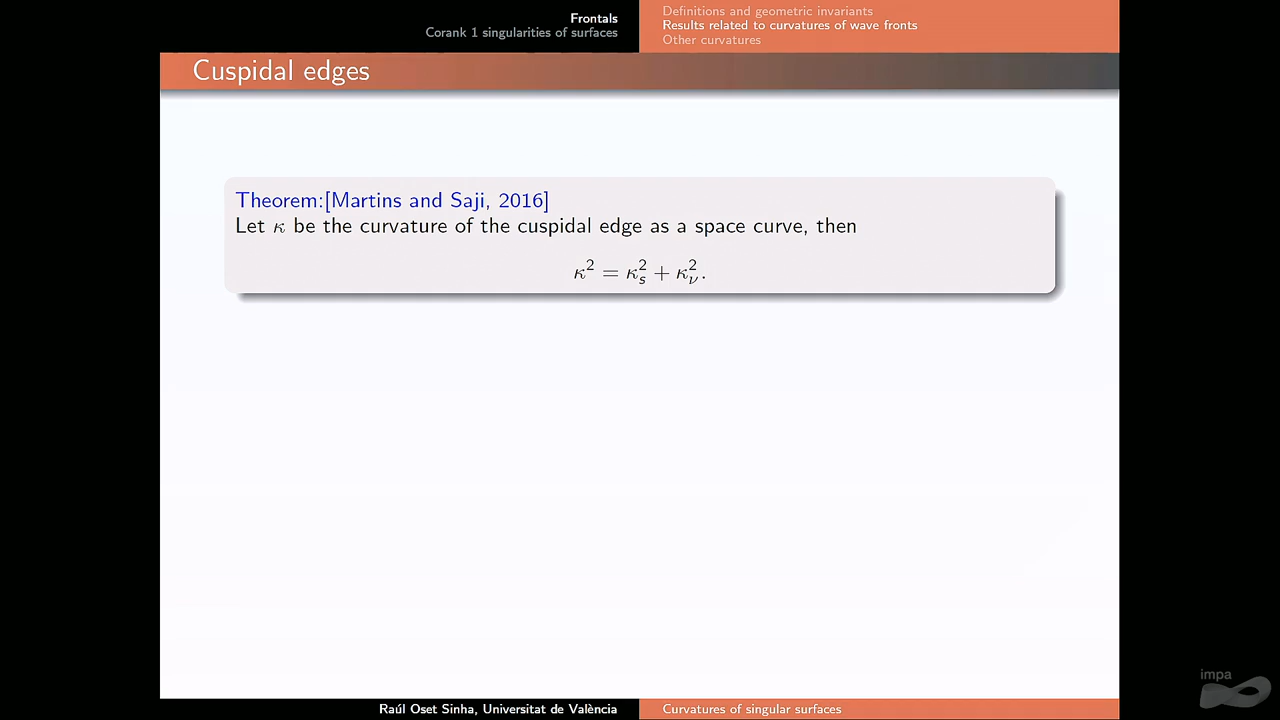 Frontals
Corank 1 singularities of surfaces
Definitions and geometric invariants
Results related to curvatures of wave fronts
Other curvatures
Cuspidal edges
Theorem:[Martins and Saji, 2016]
Let κ be the curvature of the cuspidal edge as a space curve, then
κ² = κₛ² + κᵥ².
Raúl Oset Sinha, Universitat de València
Curvatures of singular surfaces
impa